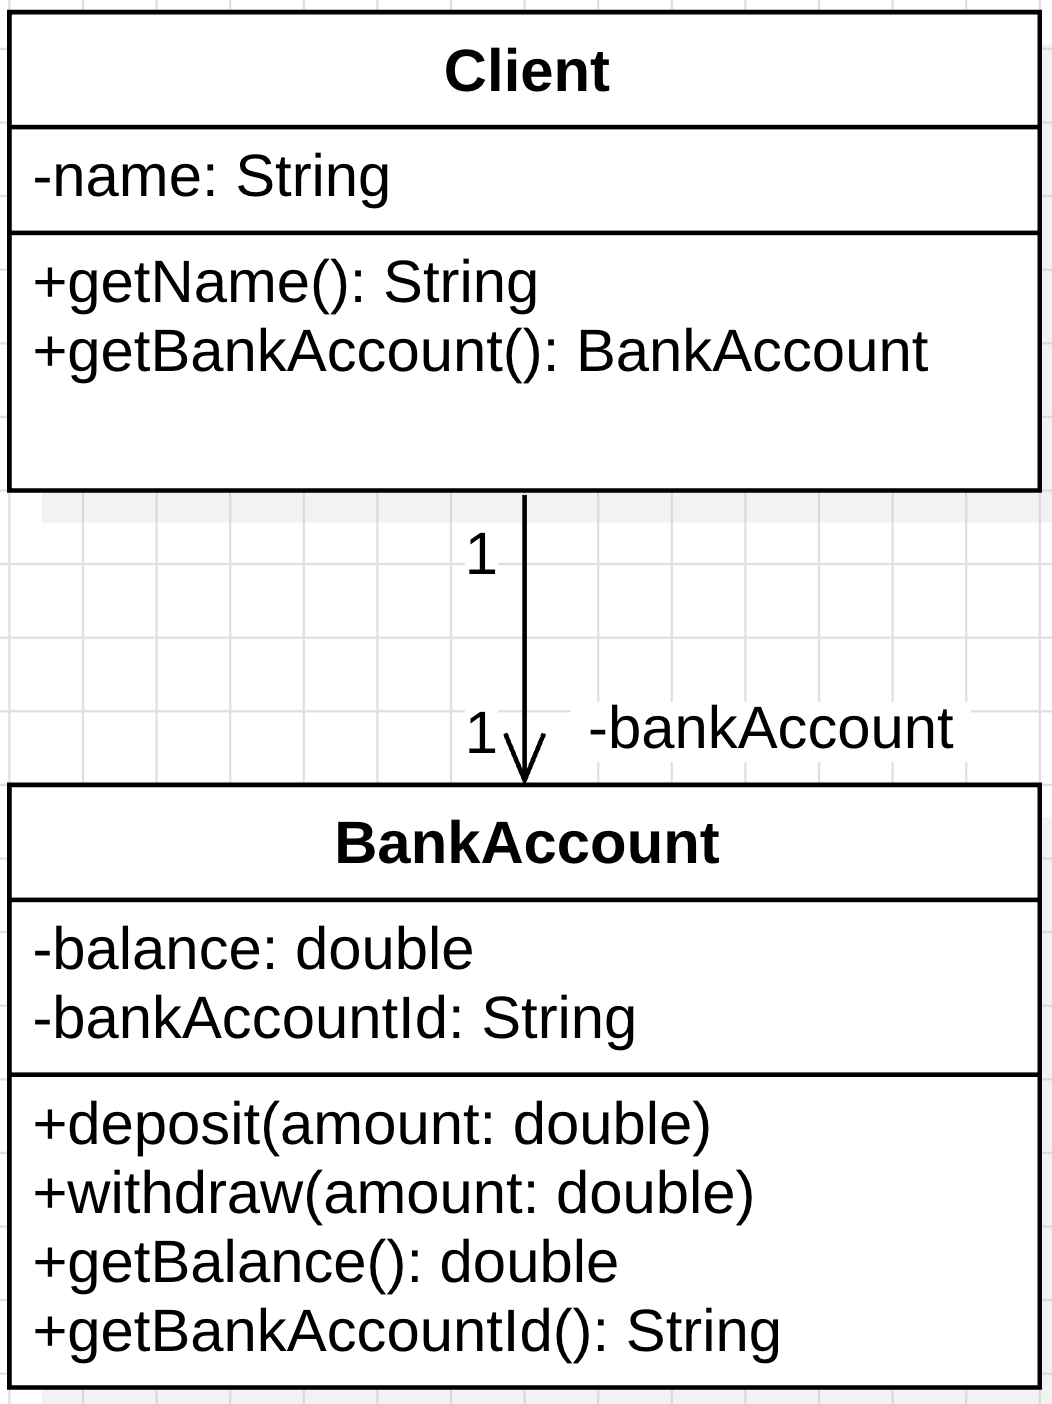 Client
-name: String
+getName(): String
+getBankAccount(): BankAccount
1
1
-bankAccount
BankAccount
-balance: double
-bankAccountId: String
+deposit(amount: double)
+withdraw(amount: double)
+getBalance(): double
+getBankAccountId(): String